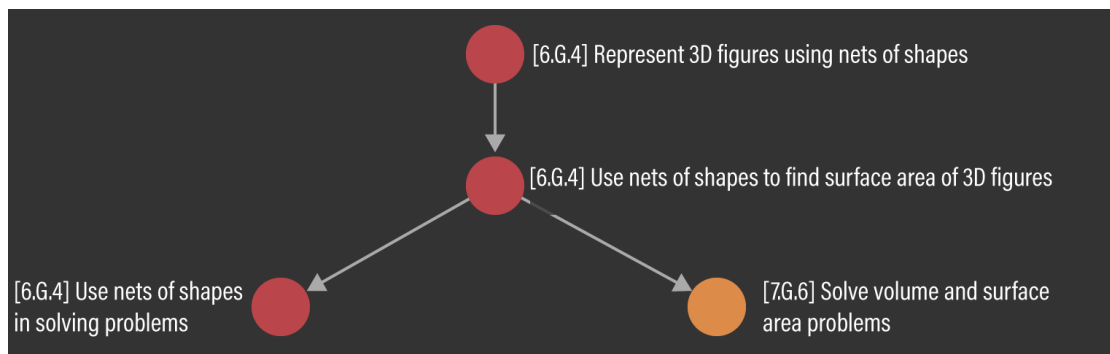 [6.G.4] Represent 3D figures using nets of shapes
[6.G.4] Use nets of shapes to find surface area of 3D figures
[6.G.4] Use nets of shapes
in solving problems
[7.G.6] Solve volume and surface
area problems